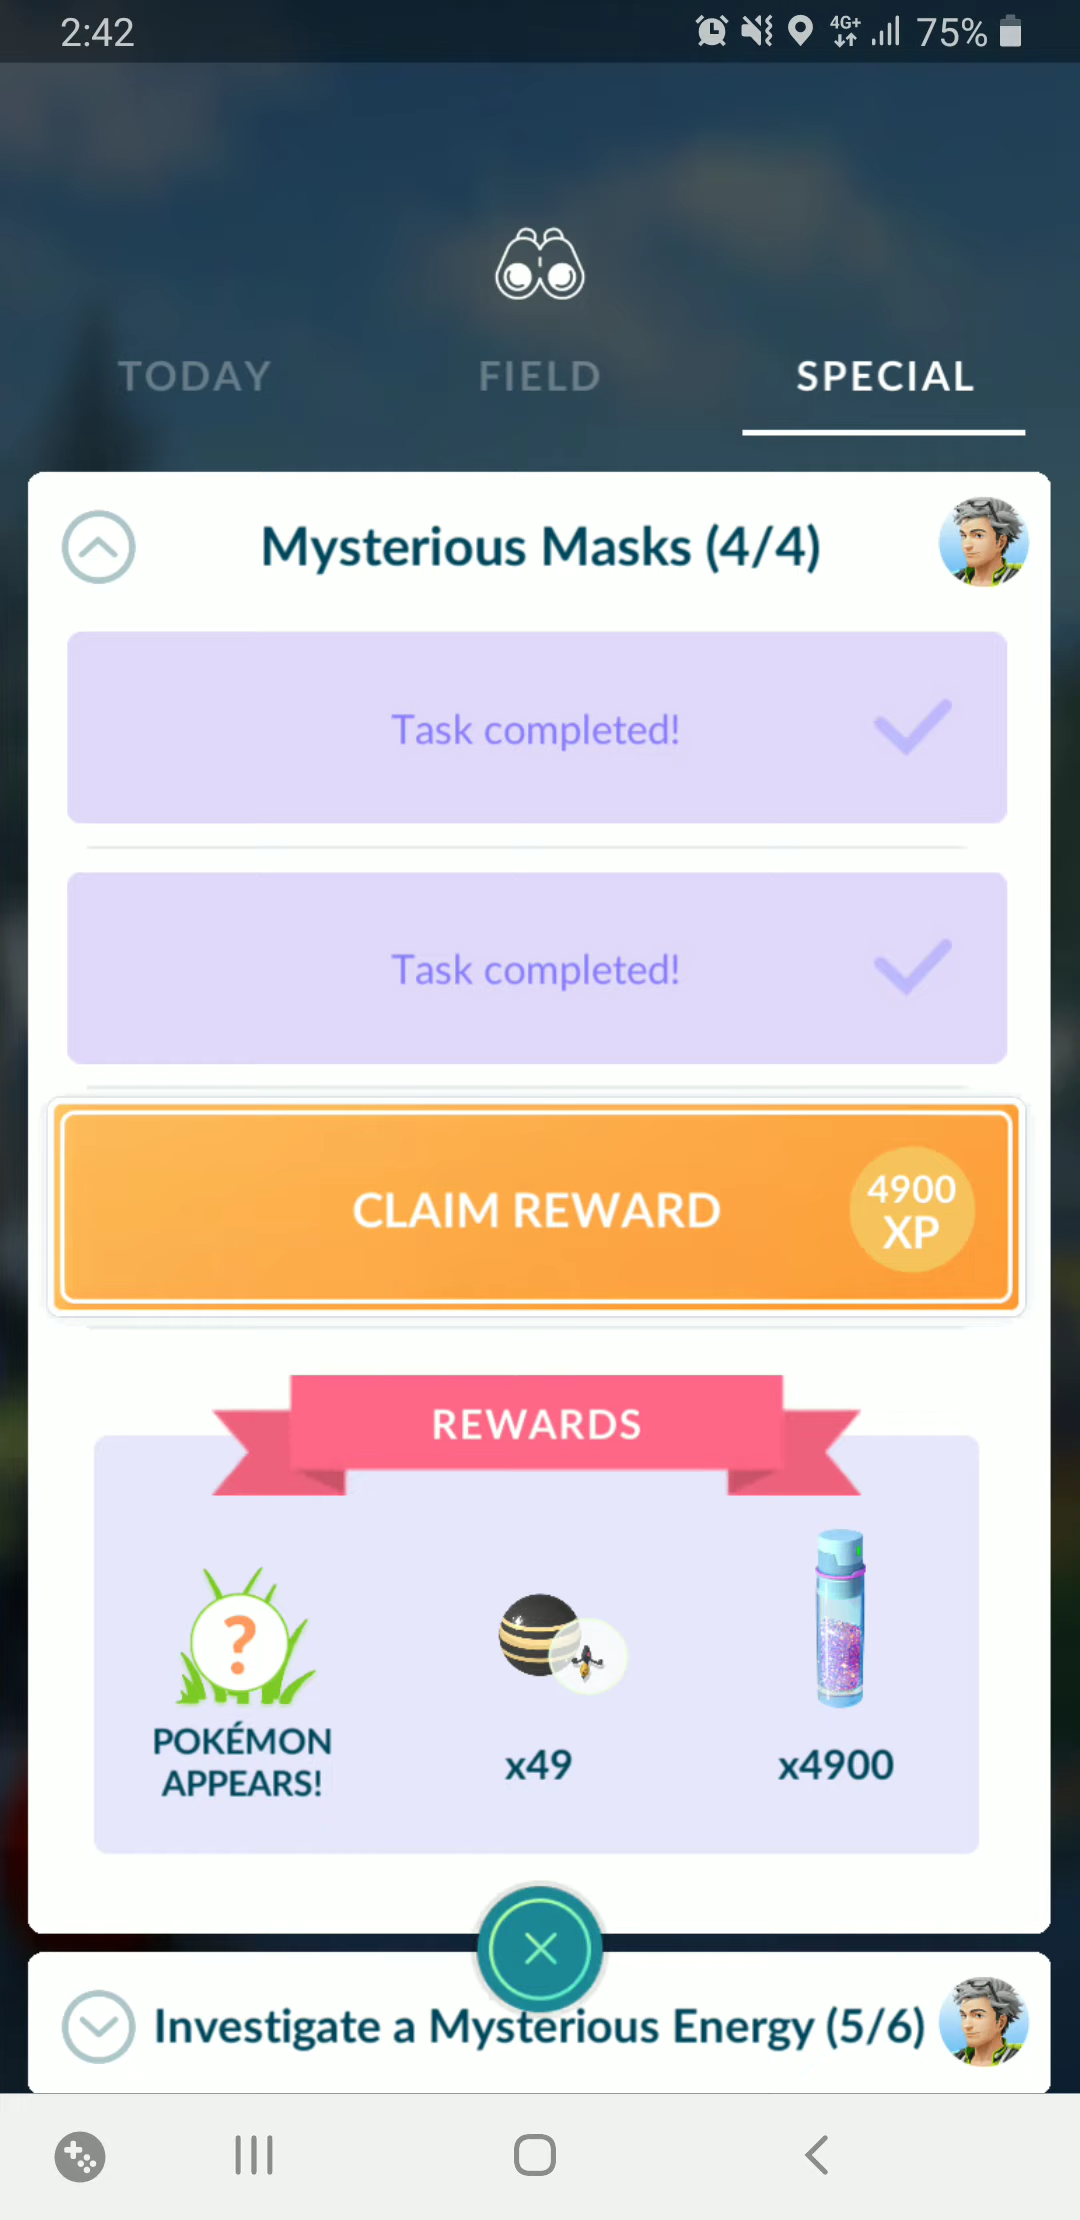 2:42
4G+
75%
TODAY
FIELD
SPECIAL
Mysterious Masks (4/4)
Task completed!
Task completed!
CLAIM REWARD
4900
XP
REWARDS
?
POKÉMON
APPEARS!
x49
x4900
Investigate a Mysterious Energy (5/6)